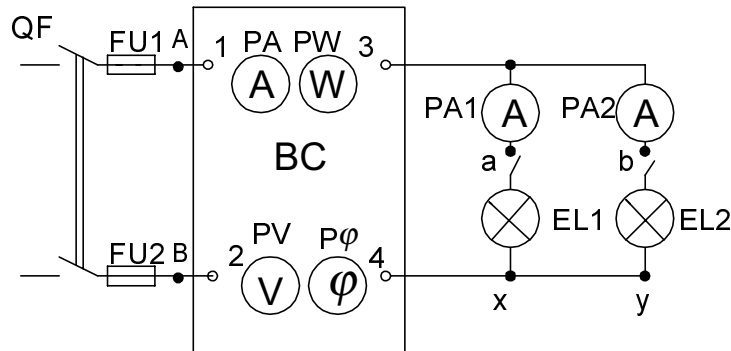 QF
FU1
A
1
PA
PW
3
A
W
PA1
A
PA2
A
BC
a
b
EL1
EL2
FU2
B
2
PV
Pφ
4
V
φ
x
y